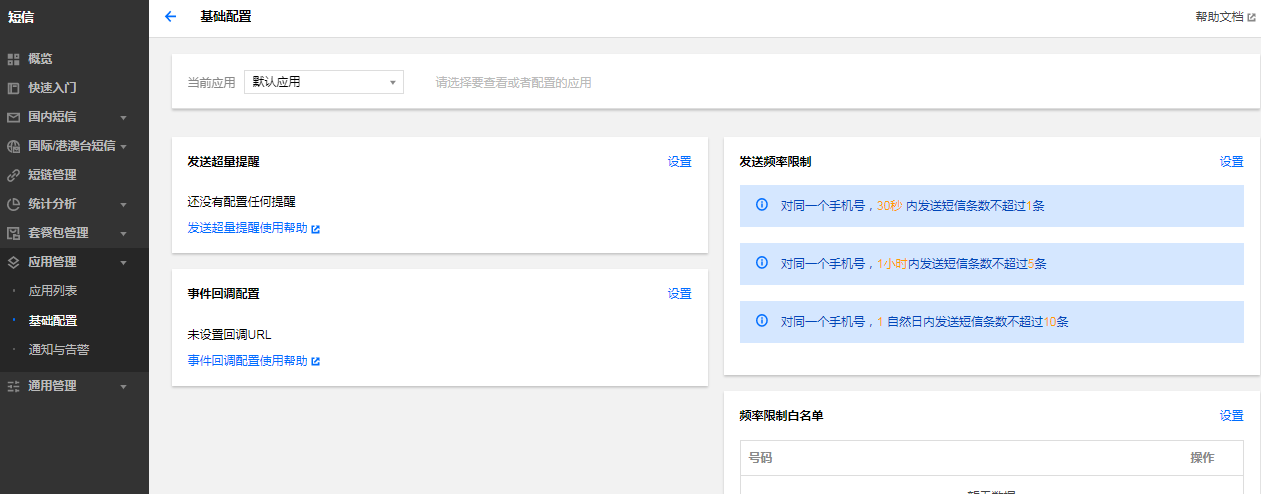 短信
概览
快速入门
国内短信
国际/港澳台短信
短链管理
统计分析
套餐包管理
应用管理
应用列表
基础配置
通知与告警
通用管理
基础配置
帮助文档
当前应用 默认应用 请选择要查看或者配置的应用
发送超量提醒 设置
还没有配置任何提醒
发送超量提醒使用帮助
事件回调配置 设置
未设置回调URL
事件回调配置使用帮助
发送频率限制 设置
对同一个手机号，30秒 内发送短信条数不超过1条
对同一个手机号，1小时内发送短信条数不超过5条
对同一个手机号，1 自然日内发送短信条数不超过10条
频率限制白名单 设置
号码 操作